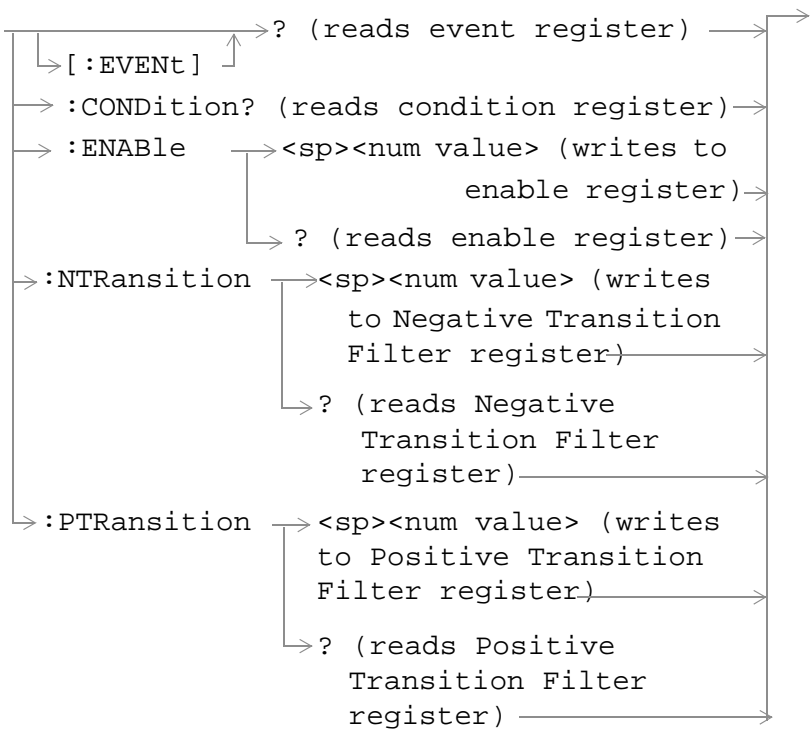 ? (reads event register)
[:EVENt]
:CONDition? (reads condition register)
:ENABle <sp><num value> (writes to
enable register)
? (reads enable register)
:NTRansition <sp><num value> (writes
to Negative Transition
Filter register)
? (reads Negative
Transition Filter
register)
:PTRansition <sp><num value> (writes
to Positive Transition
Filter register)
? (reads Positive
Transition Filter
register)